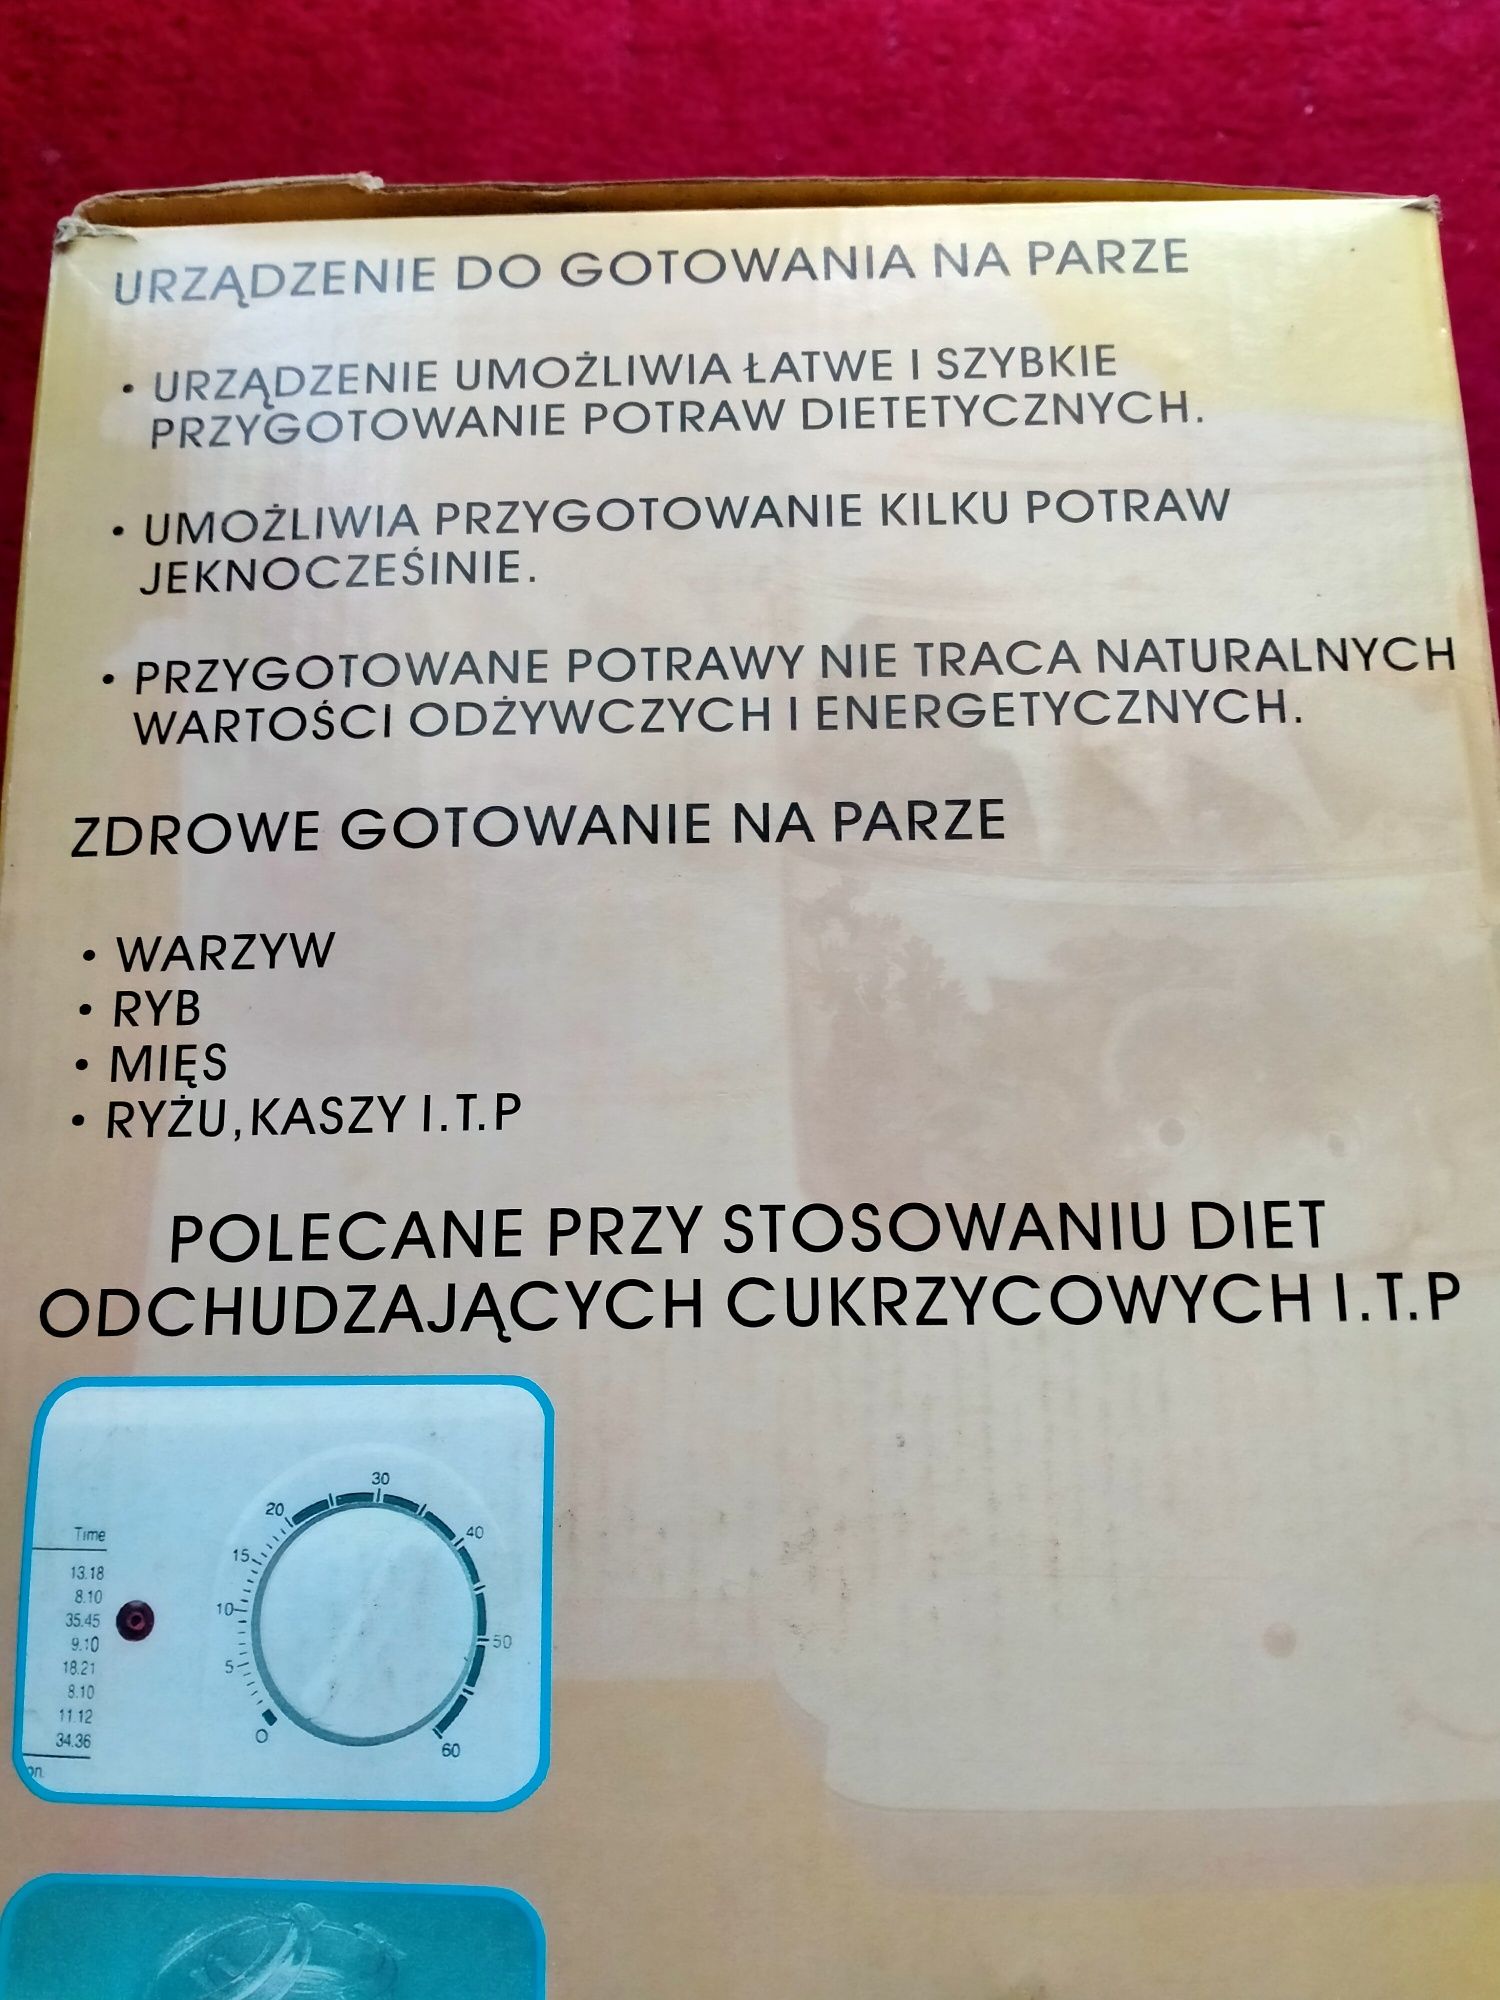 URZĄDZENIE DO GOTOWANIA NA PARZE
• URZĄDZENIE UMOŻLIWIA ŁATWE I SZYBKIE
PRZYGOTOWANIE POTRAW DIETETYCZNYCH.
• UMOŻLIWIA PRZYGOTOWANIE KILKU POTRAW
JEKNOCZEŚINIE.
• PRZYGOTOWANE POTRAWY NIE TRACA NATURALNYCH
WARTOŚCI ODŻYWCZYCH I ENERGETYCZNYCH.
ZDROWE GOTOWANIE NA PARZE
• WARZYW
• RYB
• MIĘS
• RYŻU,KASZY I.T.P
POLECANE PRZY STOSOWANIU DIET
ODCHUDZAJĄCYCH CUKRZYCOWYCH I.T.P
Time
13.18
8.10
35.45
9.10
18.21
8.10
11.12
34.36
0
5
10
15
20
30
40
50
60